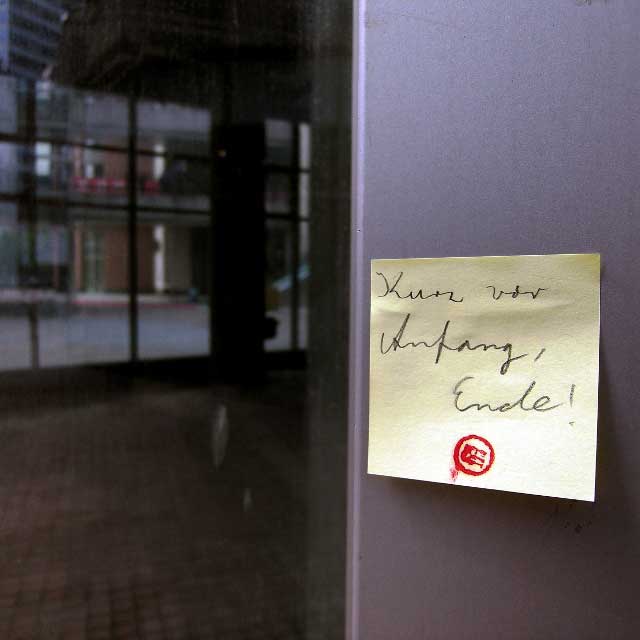 Kurz vor
Anfang,
Ende!